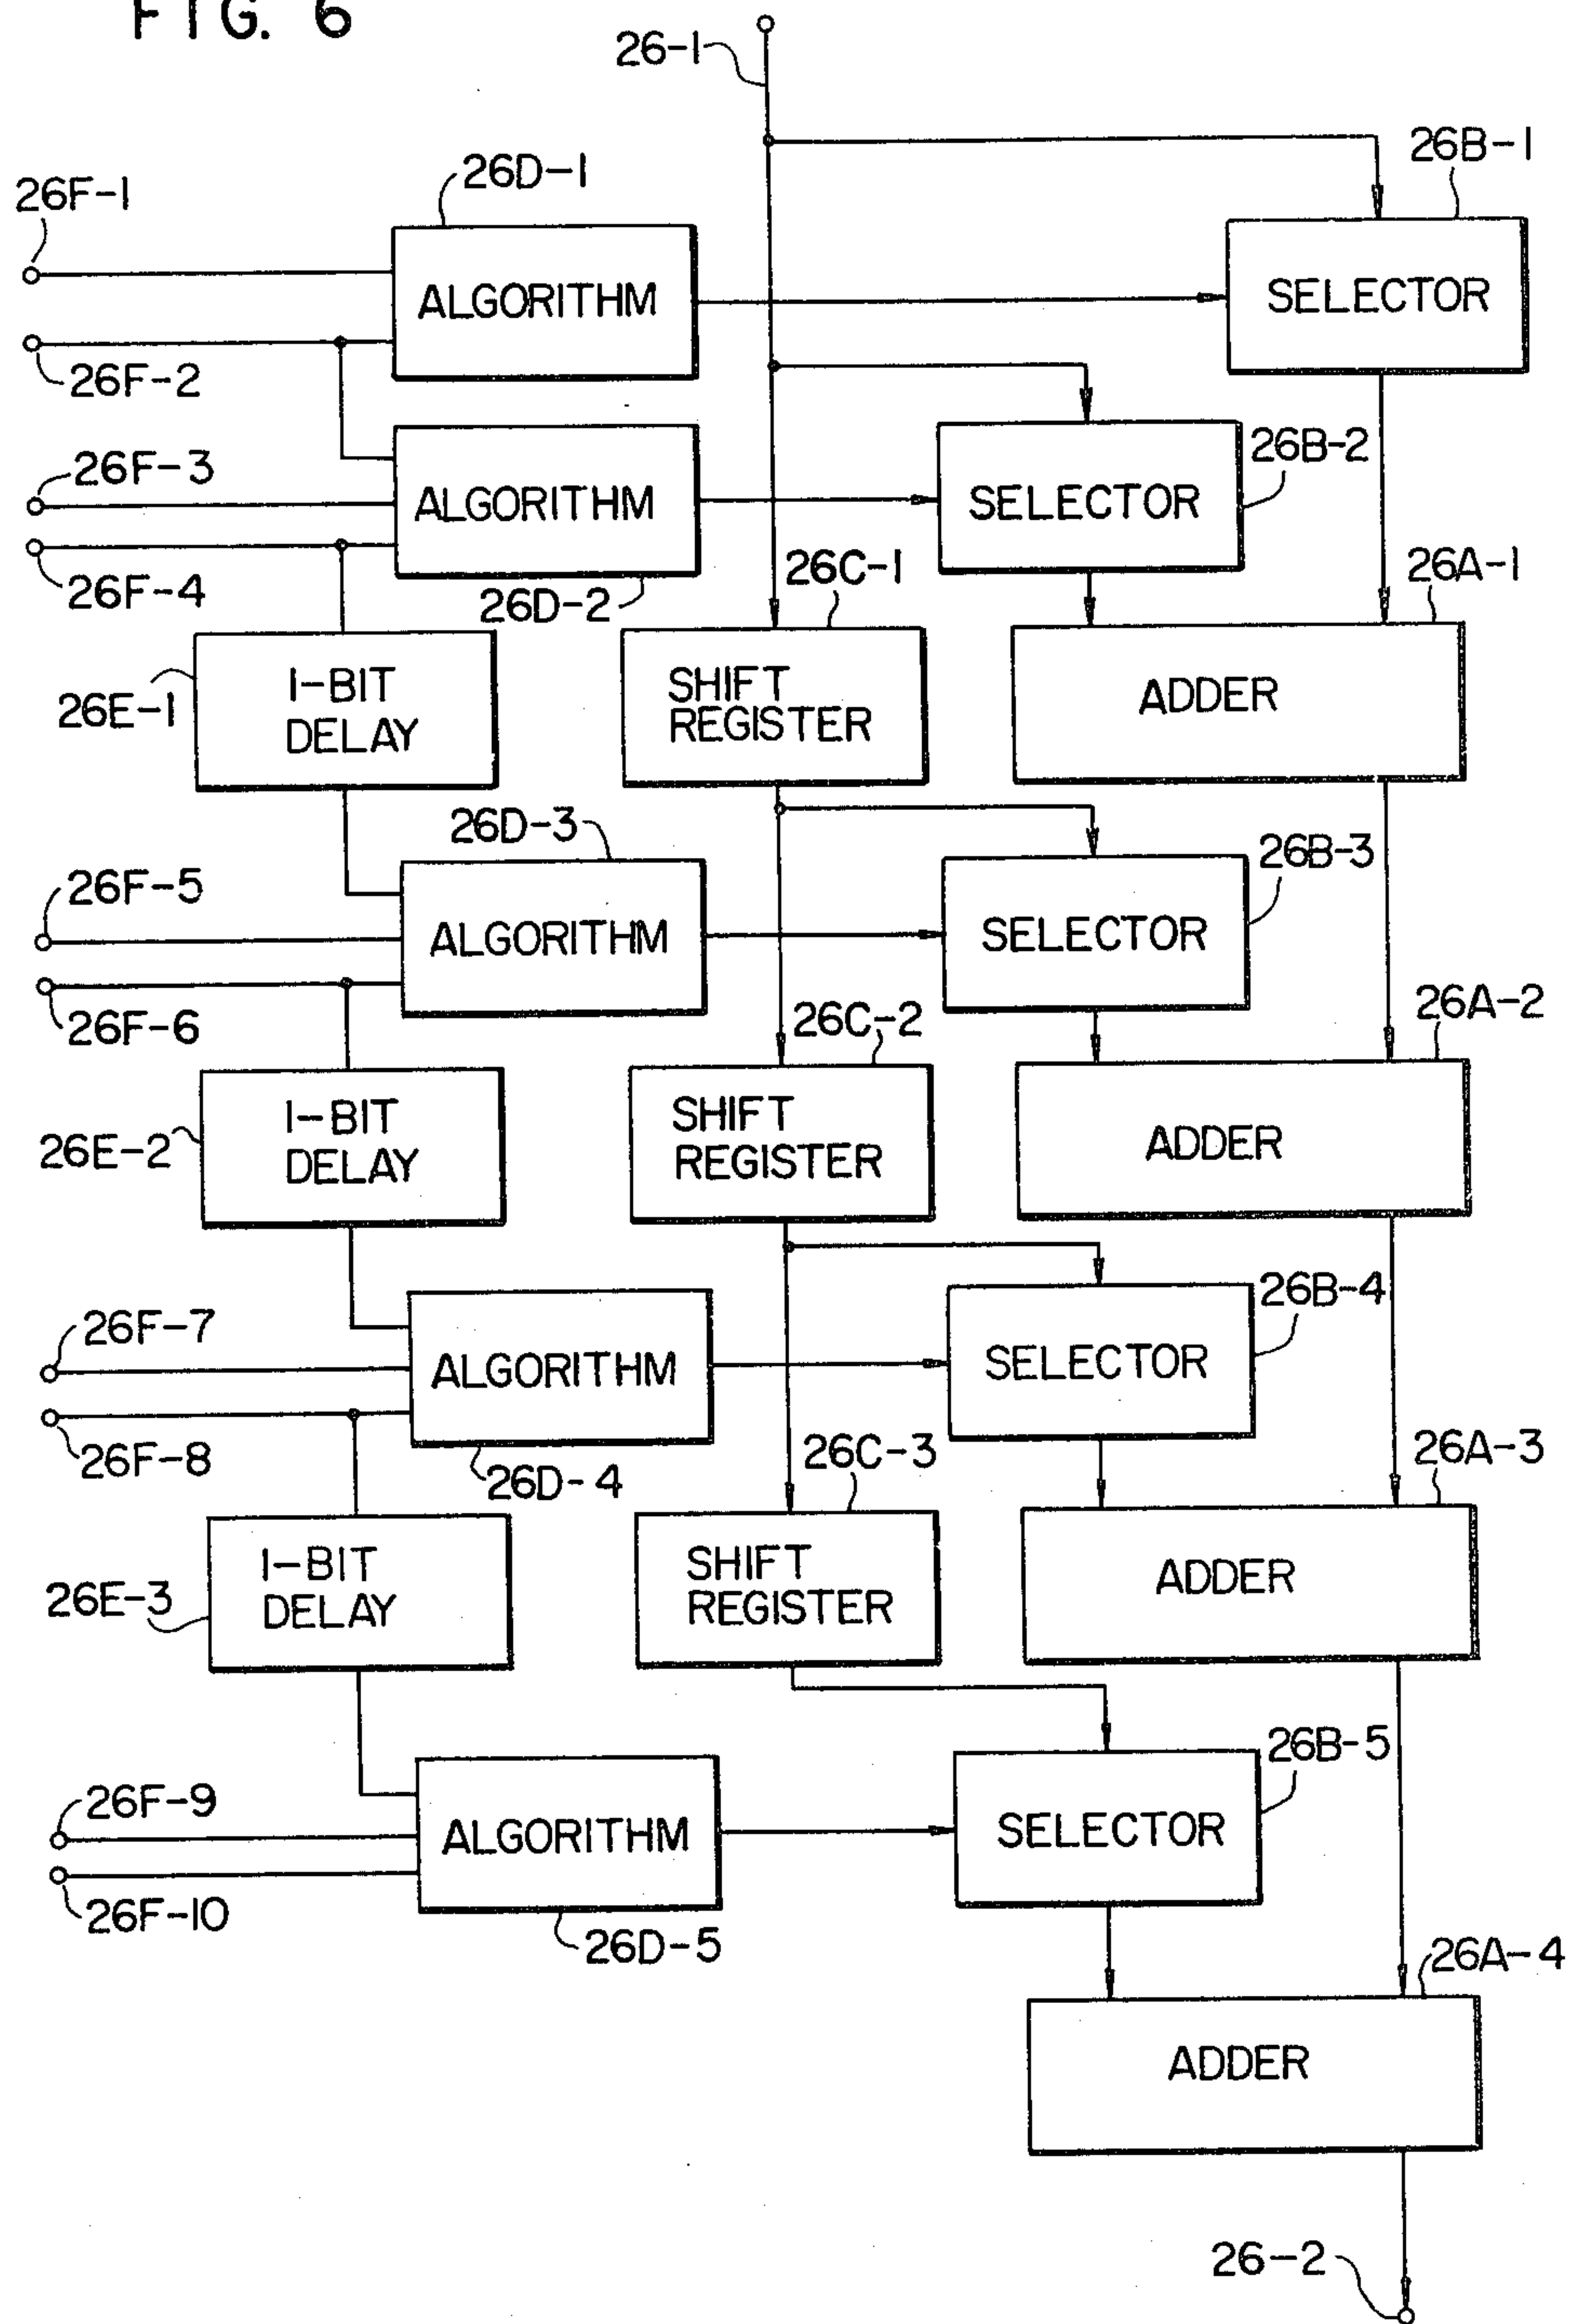 FIG. 6
26-1
26B-1
26D-1
26F-1
ALGORITHM
SELECTOR
26F-2
26B-2
26F-3
ALGORITHM
SELECTOR
26F-4
26D-2
26C-1
26A-1
26E-1
1-BIT
DELAY
SHIFT
REGISTER
ADDER
26D-3
26B-3
26F-5
ALGORITHM
SELECTOR
26F-6
26C-2
26A-2
26E-2
1-BIT
DELAY
SHIFT
REGISTER
ADDER
26B-4
26F-7
ALGORITHM
SELECTOR
26F-8
26D-4
26C-3
26A-3
26E-3
1-BIT
DELAY
SHIFT
REGISTER
ADDER
26B-5
26F-9
ALGORITHM
SELECTOR
26F-10
26D-5
26A-4
ADDER
26-2